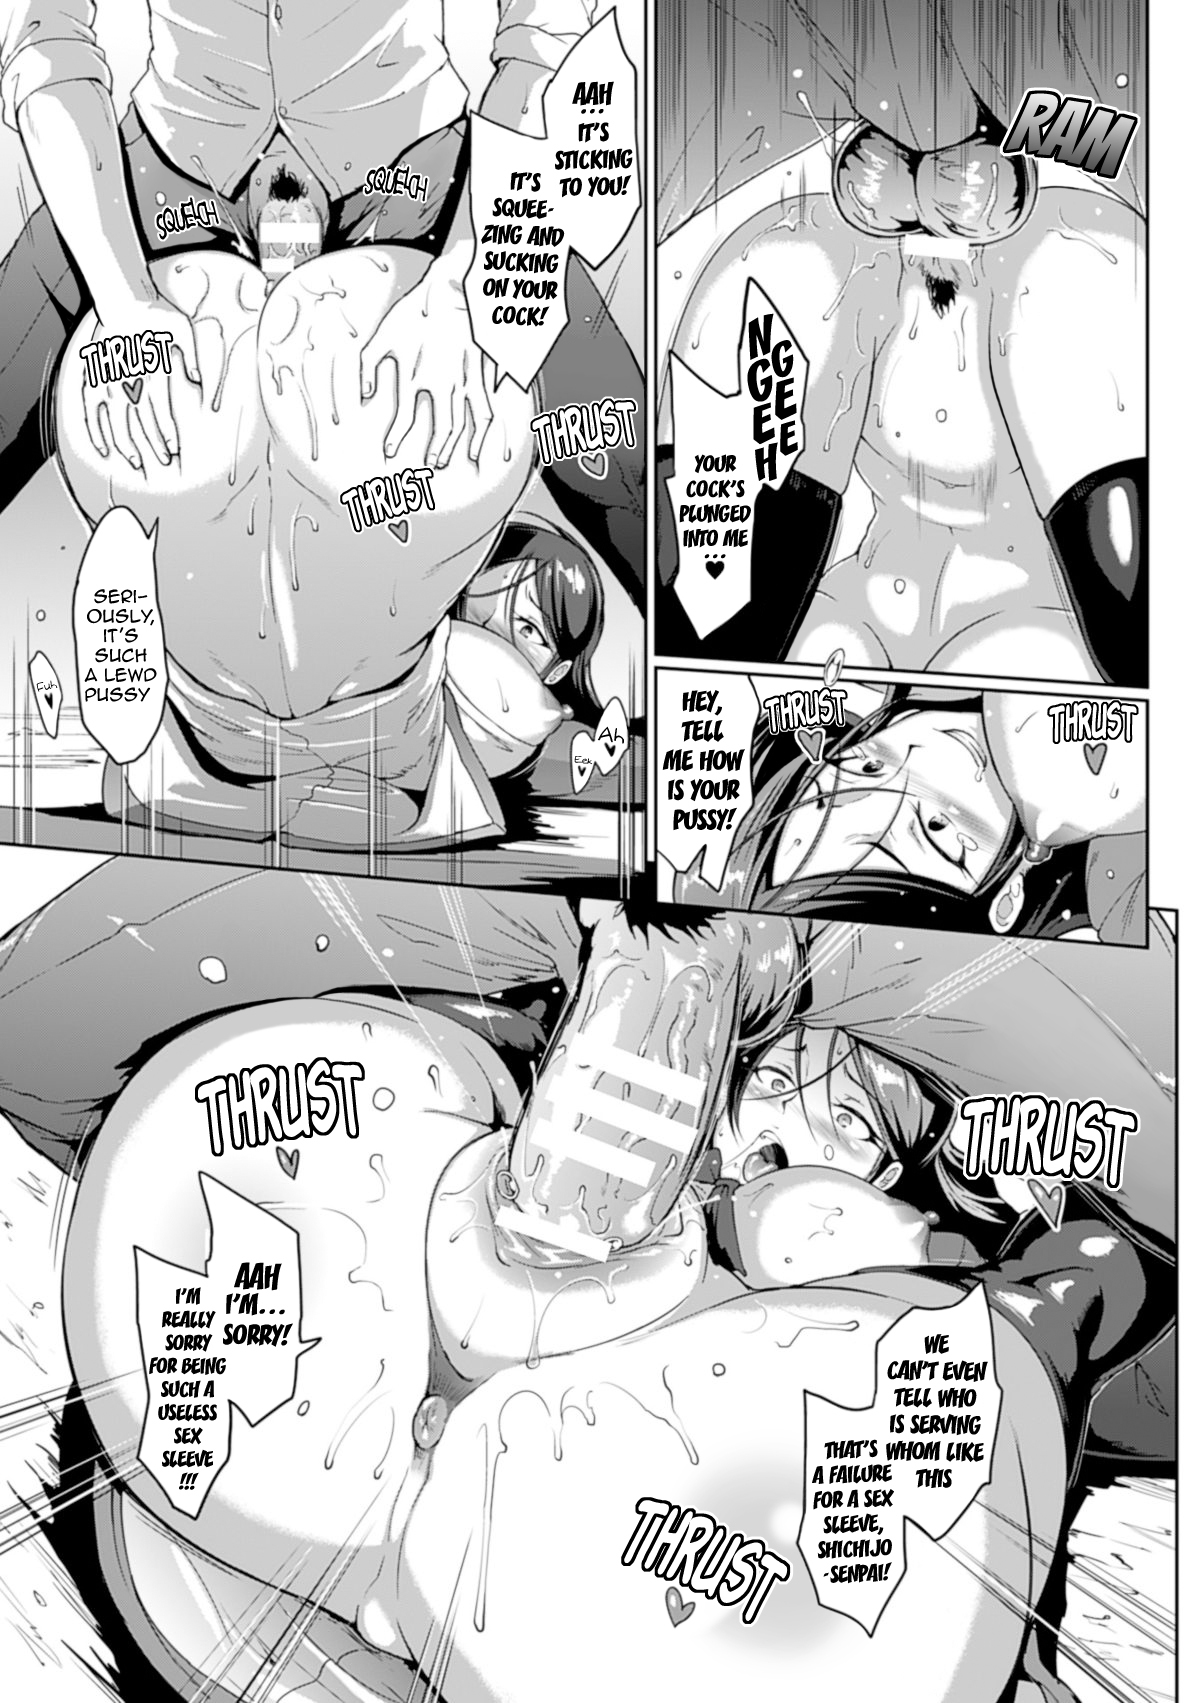 RAM
NGEEE
NGEH
YOUR
COCK'S
PLUNGED
INTO ME
...♥
HEY,
TELL
ME HOW
IS YOUR
PUSSY!
THRUST
THRUST
AAH
...
IT'S
STICKING
TO YOU!
IT'S
SQUEE-
ZING AND
SUCKING
ON YOUR
COCK!
SQUELCH
SQUELCH
THRUST
THRUST
THRUST
SERI-
OUSLY,
IT'S
SUCH
A LEWD
PUSSY
Fuh
♥
Ah
♥
Eek
♥
THRUST
THRUST
WE
CAN'T EVEN
TELL WHO
IS SERVING
WHOM LIKE
THIS
THAT'S
A FAILURE
FOR A SEX
SLEEVE,
SHICHIJO
-SENPAI!
AAH
I'M...
SORRY!
I'M
REALLY
SORRY
FOR BEING
SUCH A
USELESS
SEX
SLEEVE
!!!
THRUST